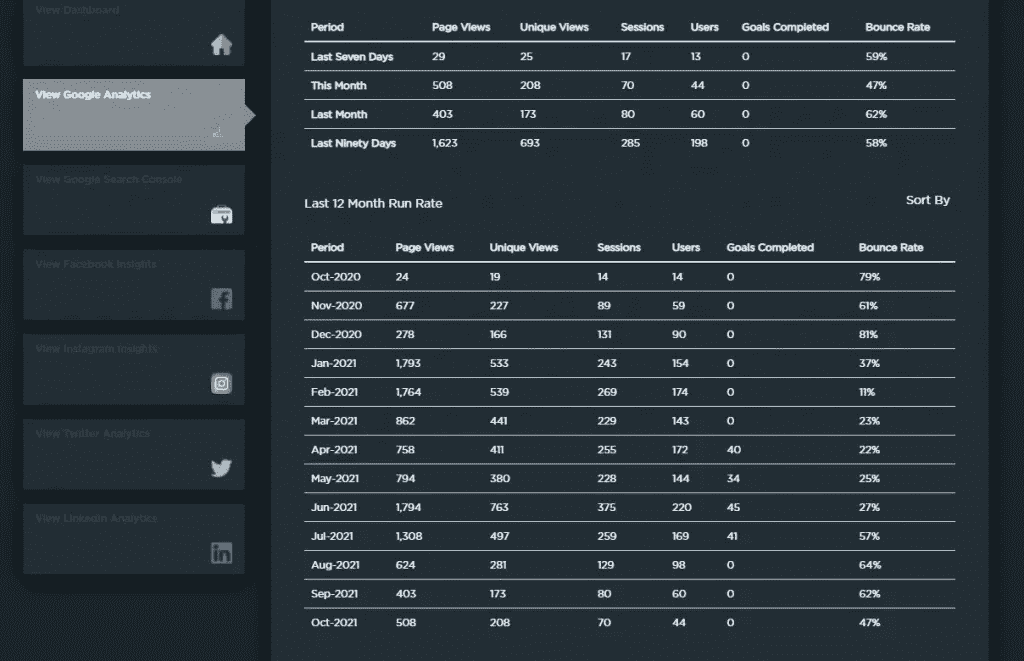 View Dashboard
View Google Analytics
View Google Search Console
View Facebook Insights
View Instagram Insights
View Twitter Analytics
View LinkedIn Analytics
Period Page Views Unique Views Sessions Users Goals Completed Bounce Rate
Last Seven Days 29 25 17 13 0 59%
This Month 508 208 70 44 0 47%
Last Month 403 173 80 60 0 62%
Last Ninety Days 1,623 693 285 198 0 58%
Last 12 Month Run Rate Sort By
Period Page Views Unique Views Sessions Users Goals Completed Bounce Rate
Oct-2020 24 19 14 14 0 79%
Nov-2020 677 227 89 59 0 61%
Dec-2020 278 166 131 90 0 81%
Jan-2021 1,793 533 243 154 0 37%
Feb-2021 1,764 539 269 174 0 11%
Mar-2021 862 441 229 143 0 23%
Apr-2021 758 411 255 172 40 22%
May-2021 794 380 228 144 34 25%
Jun-2021 1,794 763 375 220 45 27%
Jul-2021 1,308 497 259 169 41 57%
Aug-2021 624 281 129 98 0 64%
Sep-2021 403 173 80 60 0 62%
Oct-2021 508 208 70 44 0 47%